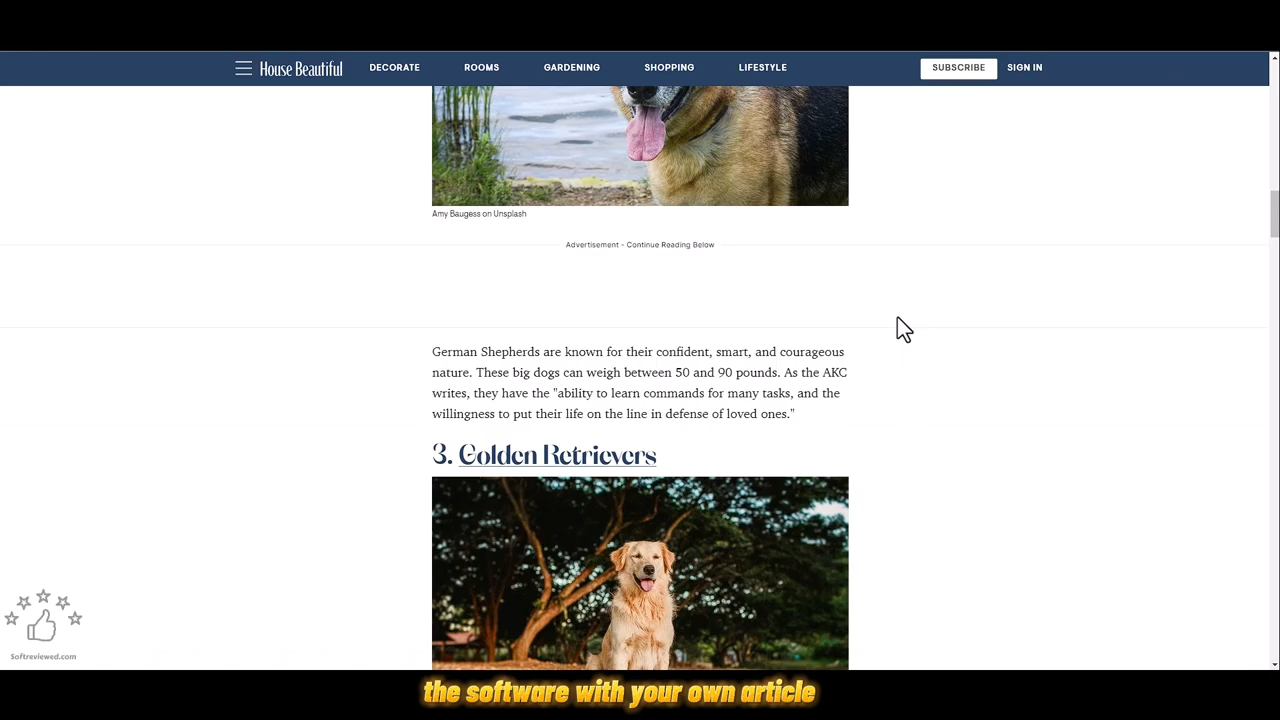 House Beautiful
DECORATE
ROOMS
GARDENING
SHOPPING
LIFESTYLE
SUBSCRIBE
SIGN IN
Amy Baugess on Unsplash
Advertisement - Continue Reading Below
German Shepherds are known for their confident, smart, and courageous
nature. These big dogs can weigh between 50 and 90 pounds. As the AKC
writes, they have the "ability to learn commands for many tasks, and the
willingness to put their life on the line in defense of loved ones."
3. Golden Retrievers
Softreviewed.com
the software with your own article